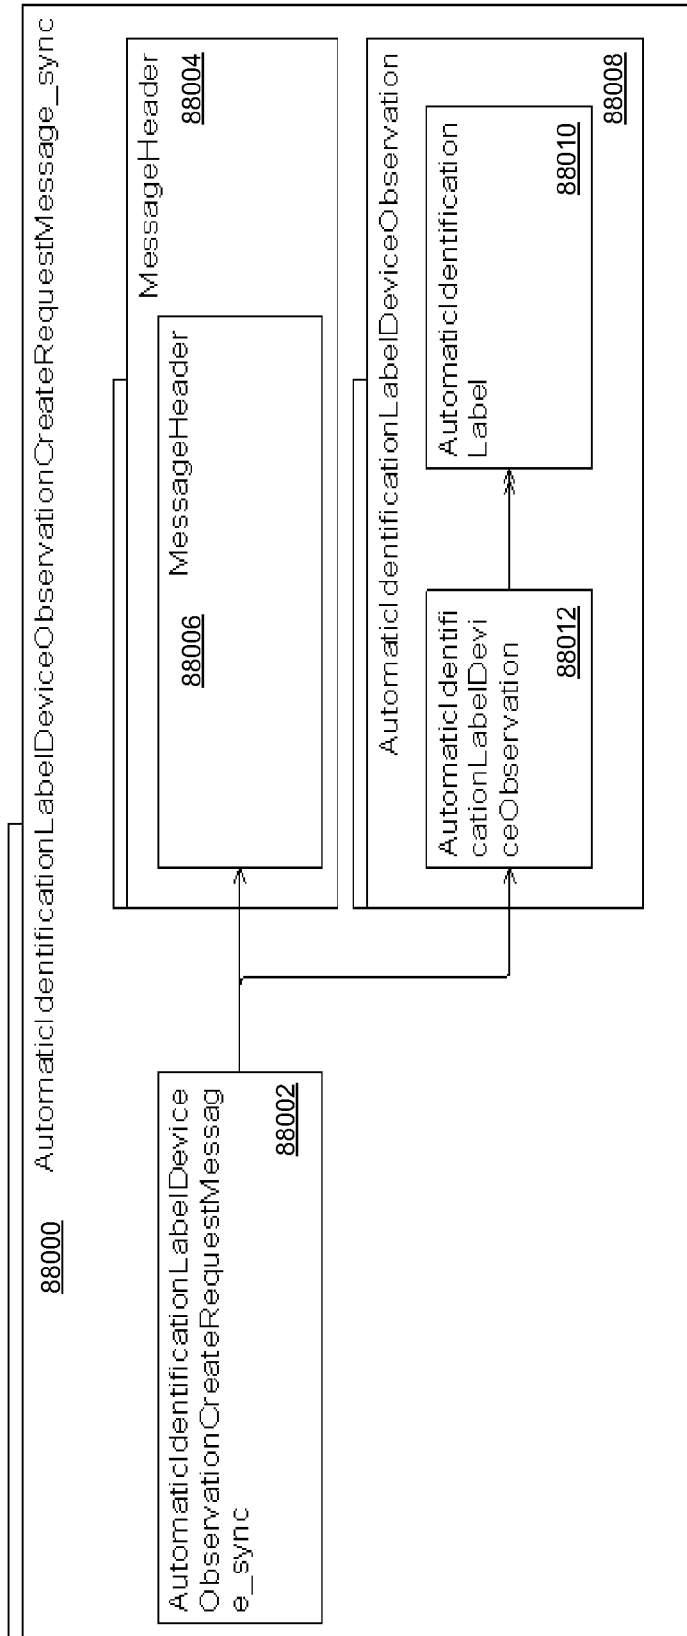 88000
AutomaticIdentificationLabelDeviceObservationCreateRequestMessage_sync
AutomaticIdentificationLabelDevice
ObservationCreateRequestMessag
e_sync
88002
MessageHeader
88004
88006
MessageHeader
AutomaticIdentificationLabelDeviceObservation
88008
AutomaticIdentifi
cationLabelDevi
ceObservation
88012
AutomaticIdentification
Label
88010